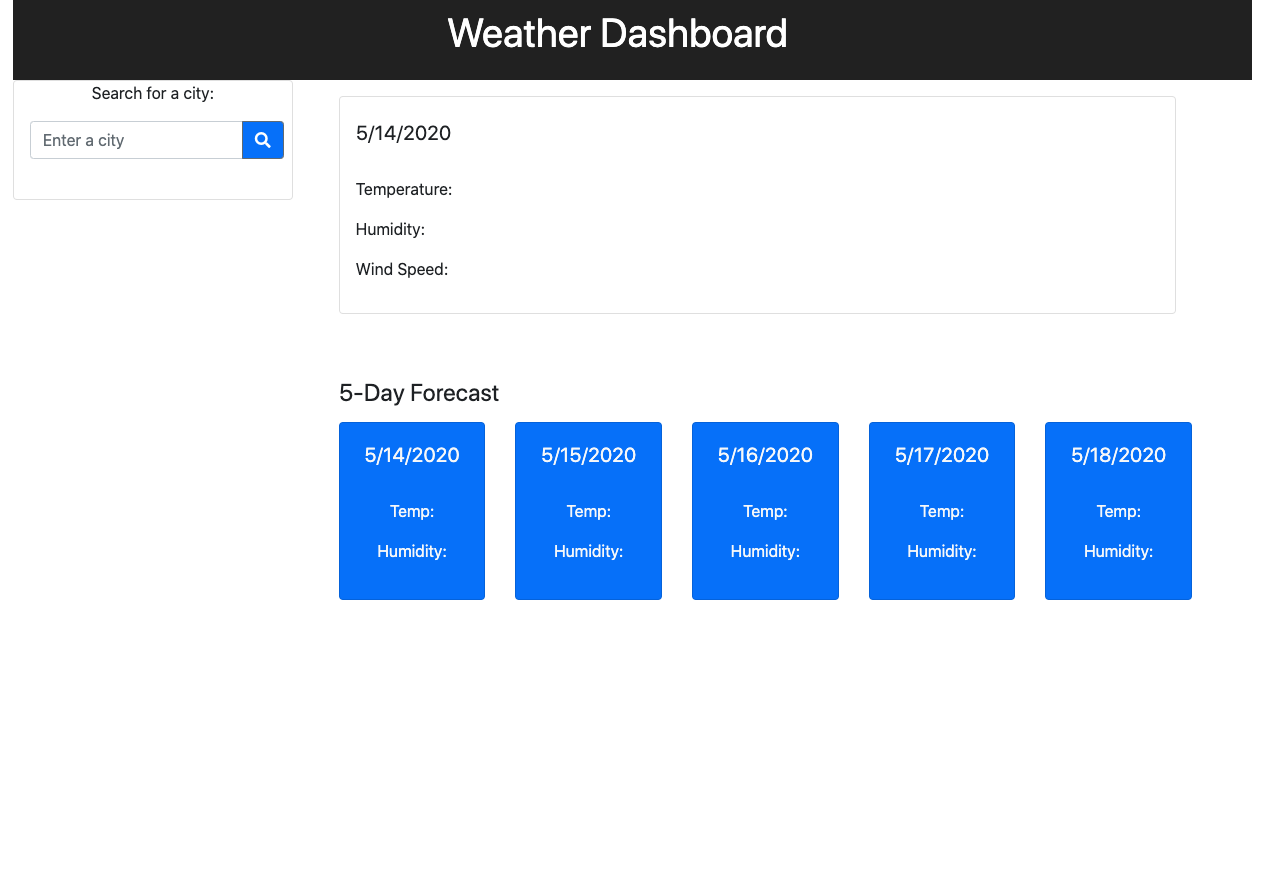 Weather Dashboard
Search for a city:
Enter a city
5/14/2020
Temperature:
Humidity:
Wind Speed:
5-Day Forecast
5/14/2020
Temp:
Humidity:
5/15/2020
Temp:
Humidity:
5/16/2020
Temp:
Humidity:
5/17/2020
Temp:
Humidity:
5/18/2020
Temp:
Humidity: